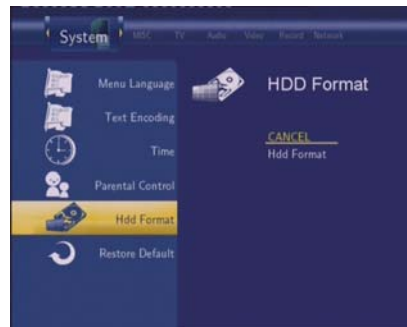 System MISC TV Audio Video Record Network
Menu Language
Text Encoding
Time
Parental Control
Hdd Format
Restore Default
HDD Format
CANCEL
Hdd Format